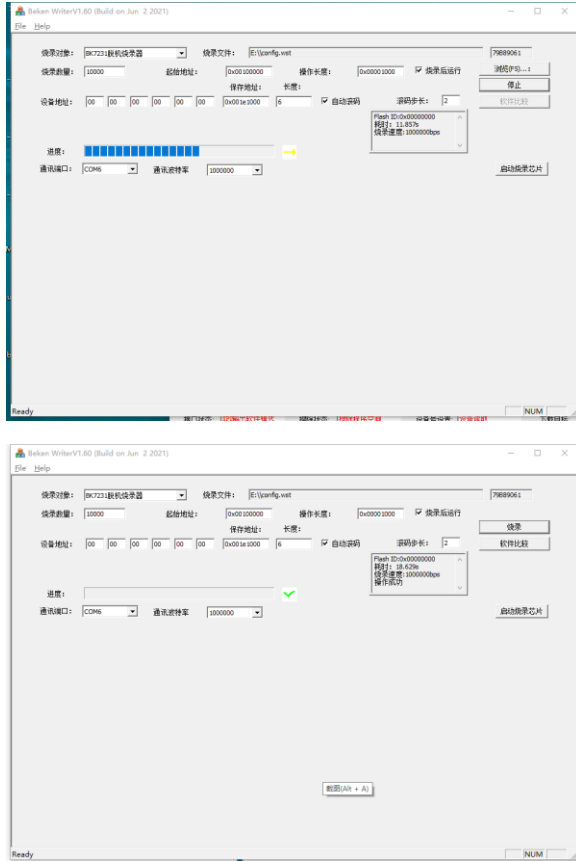 Beken WriterV1.60 (Build on Jun 2 2021)
File Help
烧录对象: BK7231脱机烧录器 烧录文件: E:\\config.wst 79B89061
烧录数量: 10000 起始地址: 0x00100000 操作长度: 0x00001000 烧录后运行 浏览(PS)...:
保存地址: 长度: 停止
设备地址: 00 00 00 00 00 00 0x001e1000 6 自动滚码 滚码步长: 2 软件比较
Flash ID:0x00000000
耗时: 11.857s
烧录速度:1000000bps
进度:
通讯端口: COM6 通讯波特率 1000000 启动烧录芯片
Ready NUM
Beken WriterV1.60 (Build on Jun 2 2021)
File Help
烧录对象: BK7231脱机烧录器 烧录文件: E:\\config.wst 79B89061
烧录数量: 10000 起始地址: 0x00100000 操作长度: 0x00001000 烧录后运行
保存地址: 长度: 烧录
设备地址: 00 00 00 00 00 00 0x001e1000 6 自动滚码 滚码步长: 2 软件比较
Flash ID:0x00000000
耗时: 18.629s
烧录速度:1000000bps
操作成功
进度:
通讯端口: COM6 通讯波特率 1000000 启动烧录芯片
截图(Alt + A)
Ready NUM